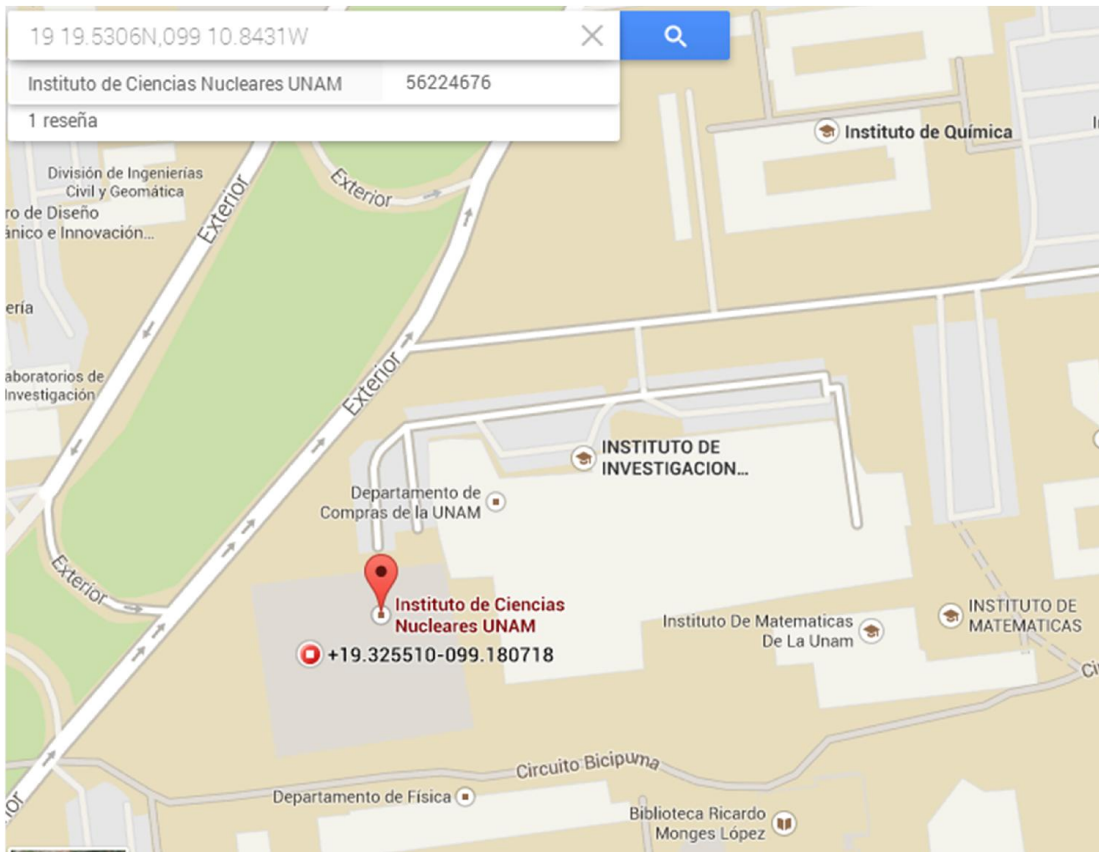 19 19.5306N,099 10.8431W
Instituto de Ciencias Nucleares UNAM 56224676
1 reseña
Instituto de Química
División de Ingenierías
Civil y Geomática
Exterior
Exterior
ro de Diseño
ánico e Innovación...
ería
aboratorios de
Investigación
Exterior
INSTITUTO DE
INVESTIGACION...
Departamento de
Compras de la UNAM
Exterior
Instituto de Ciencias
Nucleares UNAM
+19.325510-099.180718
Instituto De Matematicas
De La Unam
INSTITUTO DE
MATEMATICAS
Circuito Bicipuma
Departamento de Física
Biblioteca Ricardo
Monges López